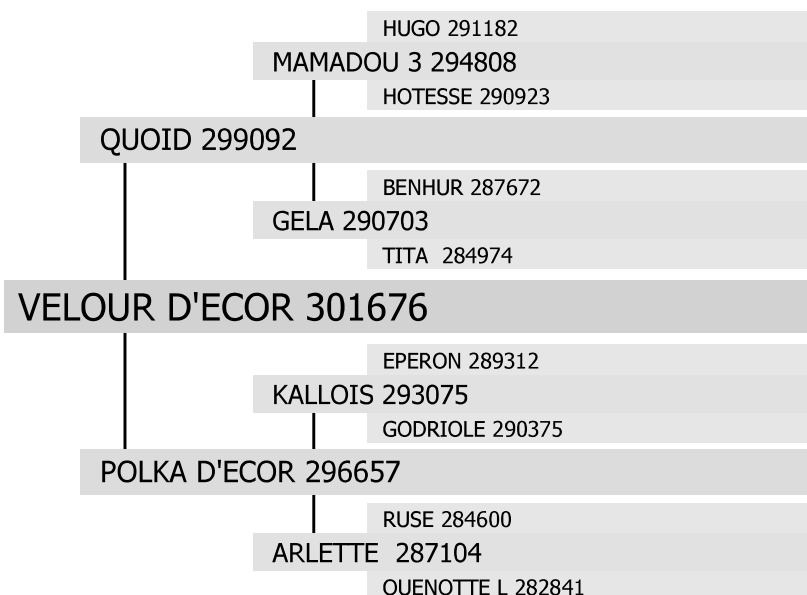 HUGO 291182
MAMADOU 3 294808
HOTESSE 290923
QUOID 299092
BENHUR 287672
GELA 290703
TITA  284974
VELOUR D'ECOR 301676
EPERON 289312
KALLOIS 293075
GODRIOLE 290375
POLKA D'ECOR 296657
RUSE 284600
ARLETTE  287104
QUENOTTE L 282841